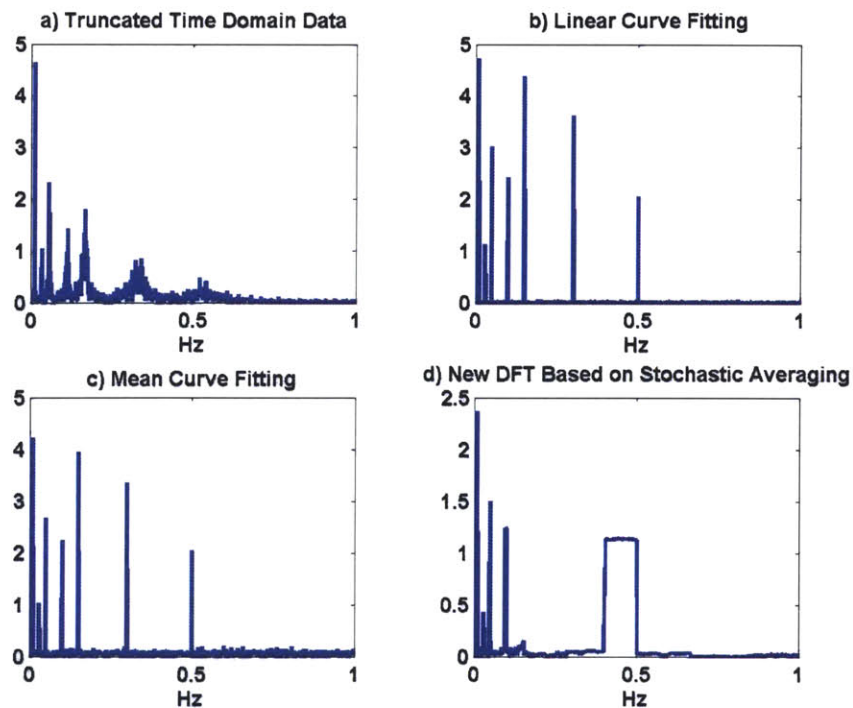 a) Truncated Time Domain Data
5
4
3
2
1
0
0 0.5 1
Hz
b) Linear Curve Fitting
5
4
3
2
1
0
0 0.5 1
Hz
c) Mean Curve Fitting
5
4
3
2
1
0
0 0.5 1
Hz
d) New DFT Based on Stochastic Averaging
2.5
2
1.5
1
0.5
0
0 0.5 1
Hz